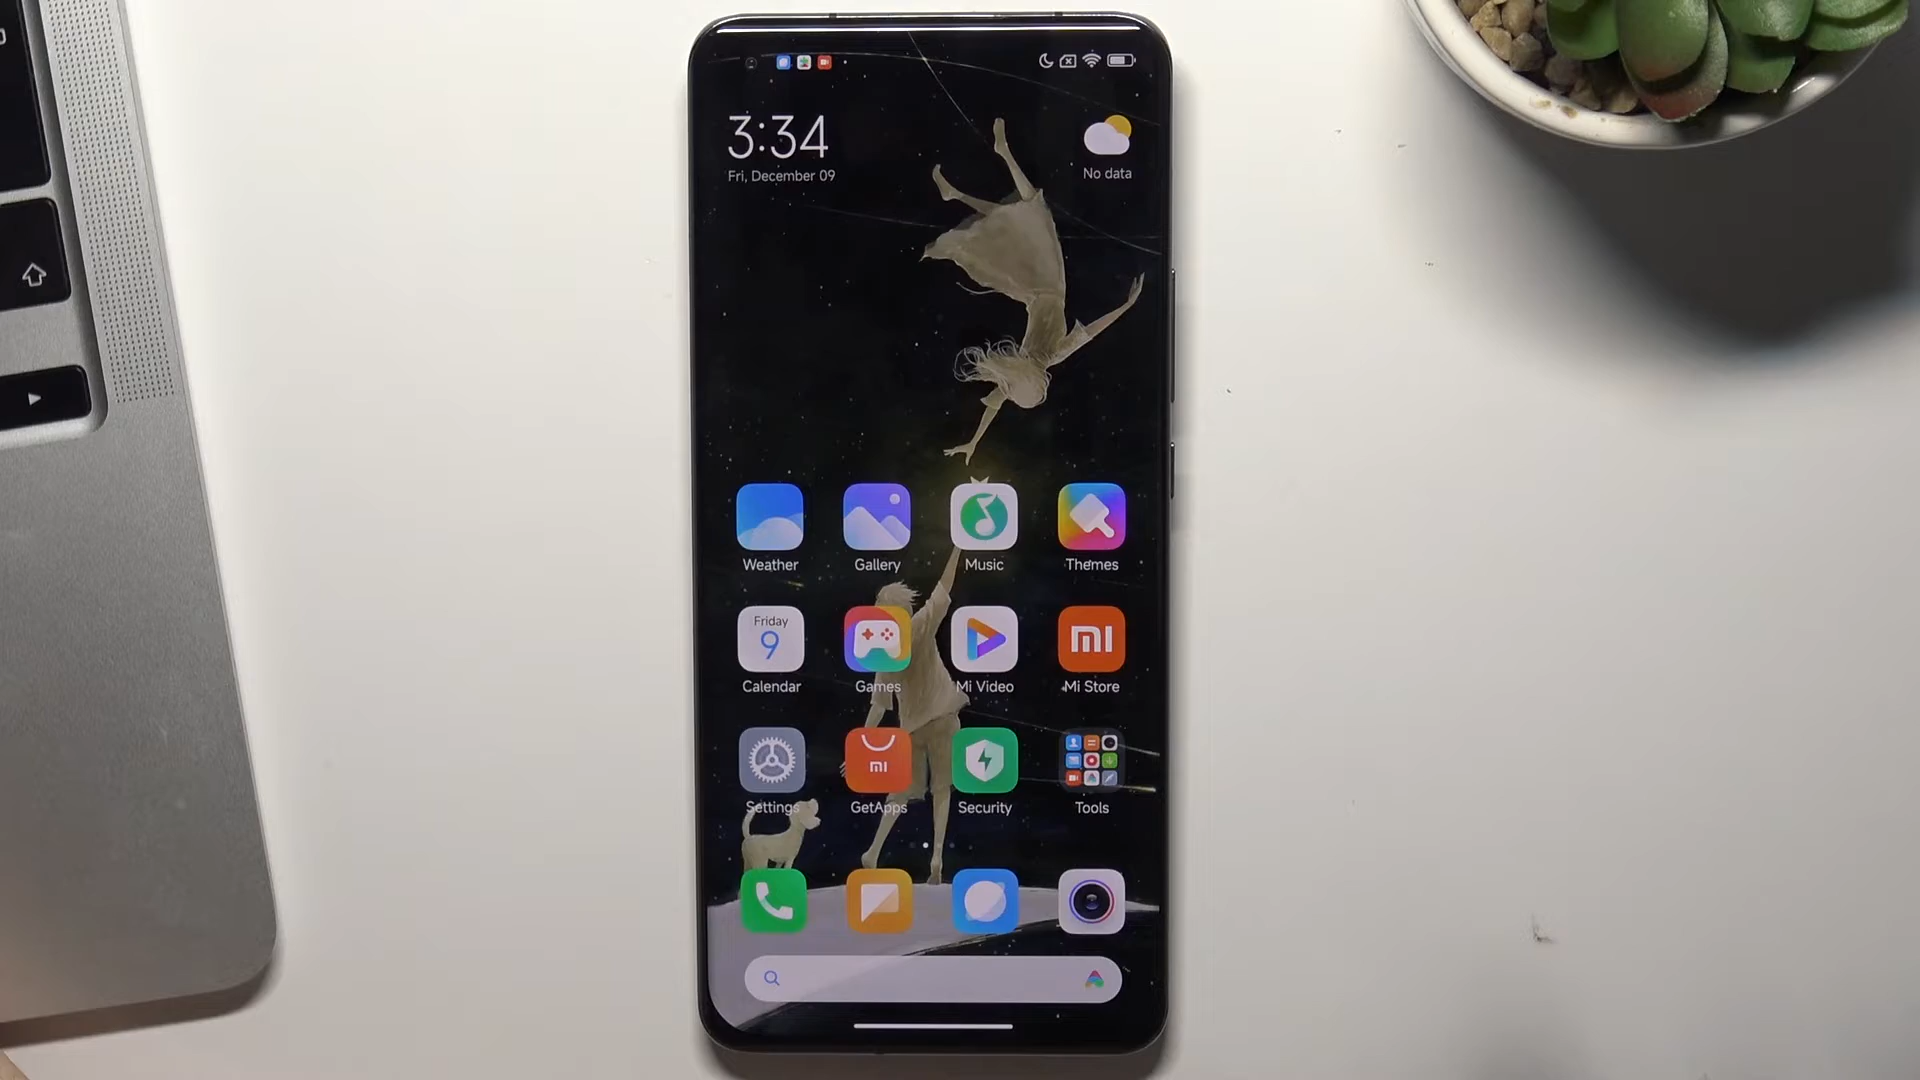 3:34
Fri, December 09
No data
Weather
Gallery
Music
Themes
Friday
9
Calendar
Games
Mi Video
mi
Mi Store
Settings
mi
GetApps
Security
Tools